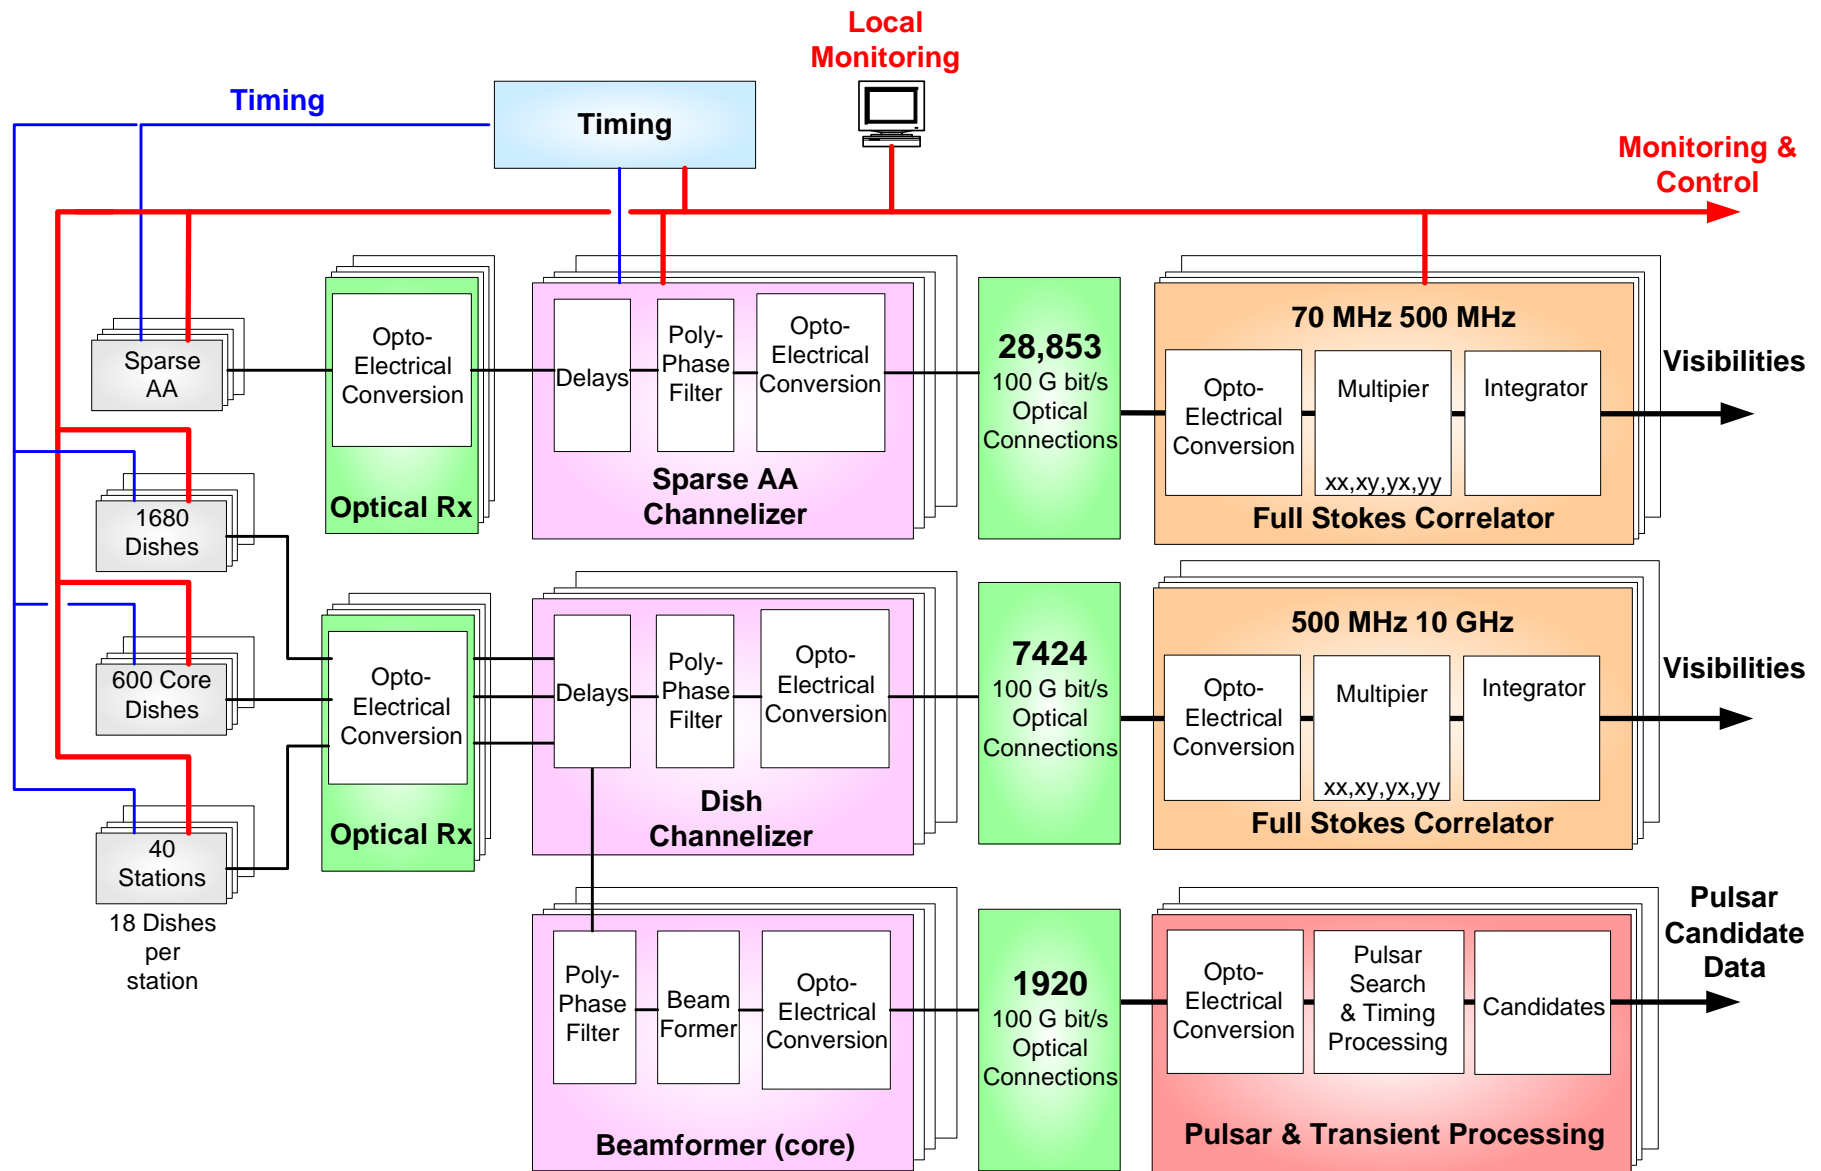 Local
Monitoring
Timing
Timing
Monitoring &
Control
Sparse
AA
Opto-
Electrical
Conversion
Optical Rx
Delays
Poly-
Phase
Filter
Opto-
Electrical
Conversion
Sparse AA
Channelizer
28,853
100 G bit/s
Optical
Connections
70 MHz 500 MHz
Opto-
Electrical
Conversion
Multipier
xx,xy,yx,yy
Integrator
Full Stokes Correlator
Visibilities
1680
Dishes
600 Core
Dishes
40
Stations
18 Dishes
per
station
Opto-
Electrical
Conversion
Optical Rx
Delays
Poly-
Phase
Filter
Opto-
Electrical
Conversion
Dish
Channelizer
7424
100 G bit/s
Optical
Connections
500 MHz 10 GHz
Opto-
Electrical
Conversion
Multipier
xx,xy,yx,yy
Integrator
Full Stokes Correlator
Visibilities
Poly-
Phase
Filter
Beam
Former
Opto-
Electrical
Conversion
Beamformer (core)
1920
100 G bit/s
Optical
Connections
Opto-
Electrical
Conversion
Pulsar
Search
& Timing
Processing
Candidates
Pulsar & Transient Processing
Pulsar
Candidate
Data